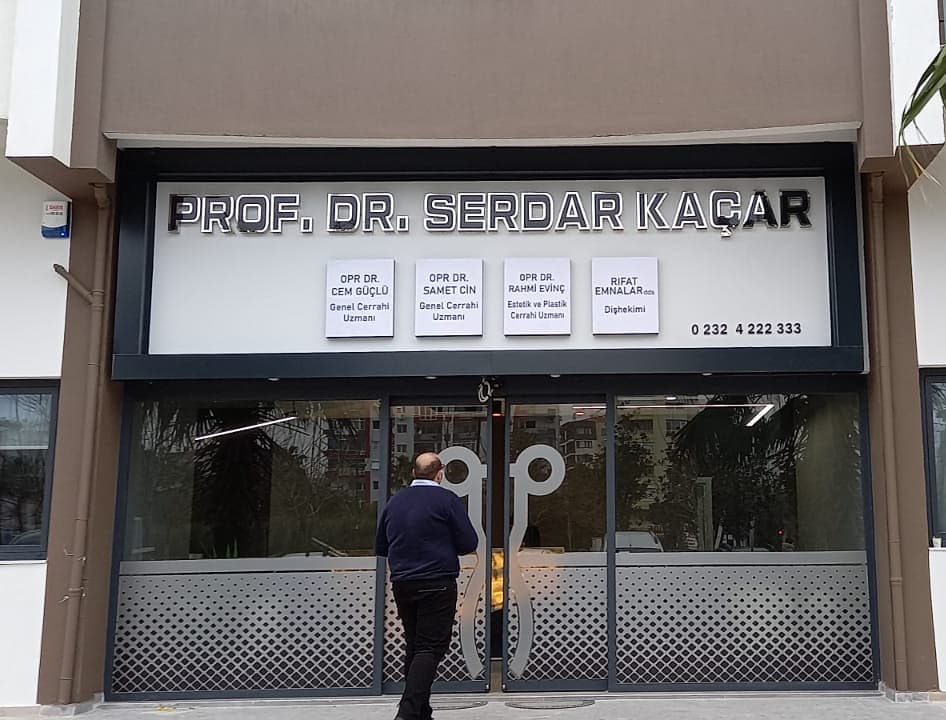 PROF. DR. SERDAR KAÇAR
OPR DR.
CEM GÜÇLÜ
Genel Cerrahi
Uzmanı
OPR DR.
SAMET CİN
Genel Cerrahi
Uzmanı
OPR DR.
RAHMİ EVİNÇ
Estetik ve Plastik
Cerrahi Uzmanı
RIFAT
EMNALAR dds
Dişhekimi
0 232 4 222 333